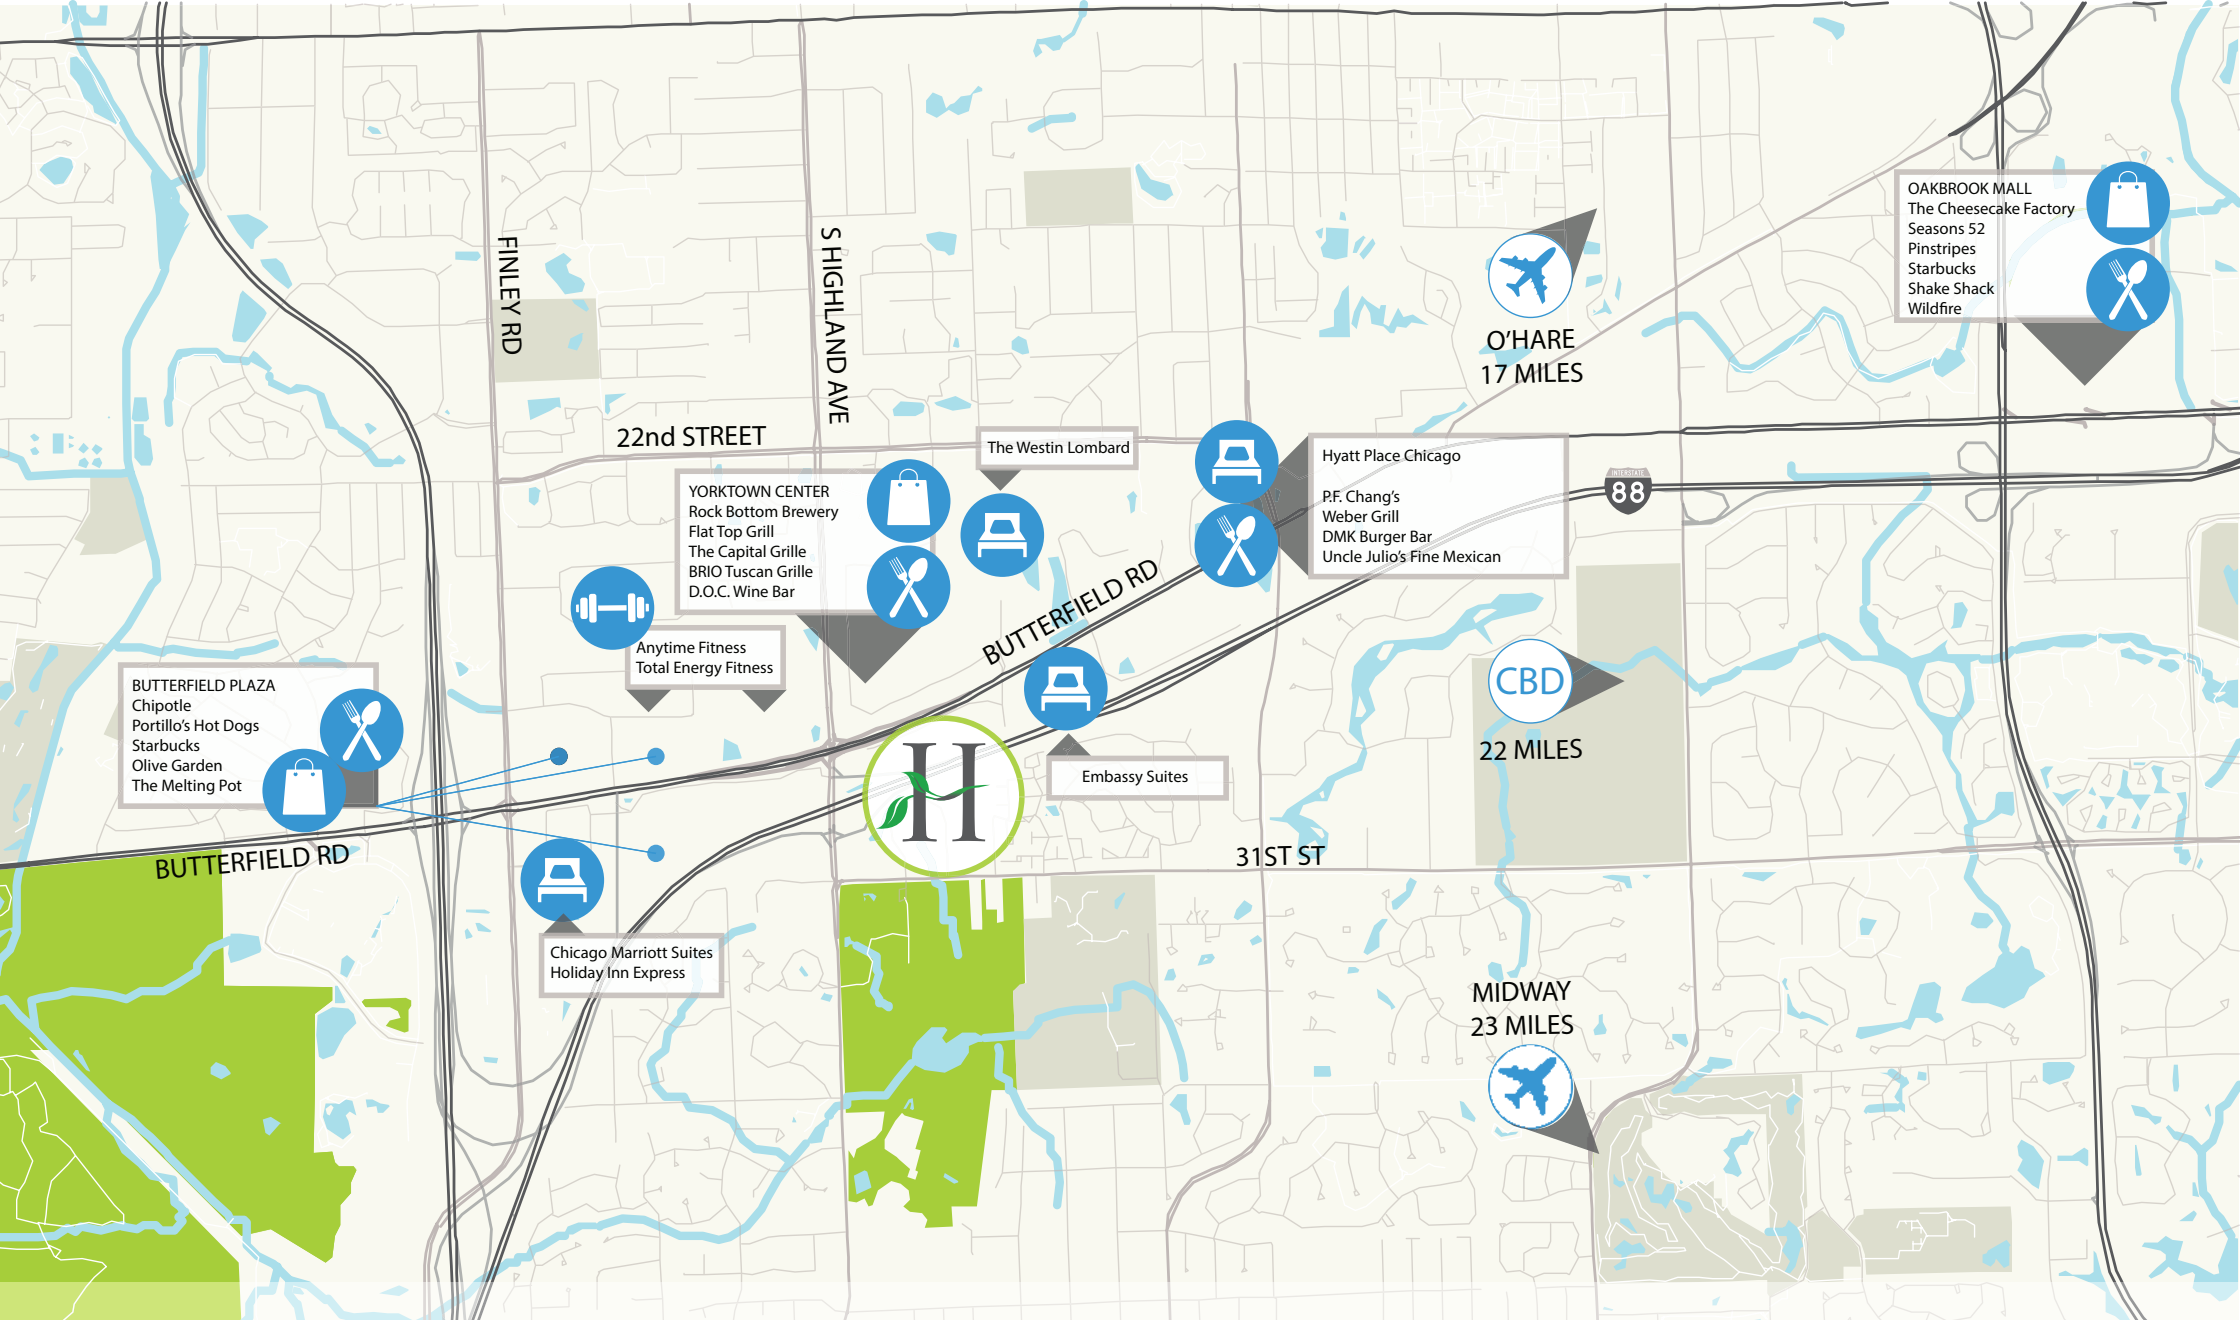 OAKBROOK MALL
The Cheesecake Factory
Seasons 52
Pinstripes
Starbucks
Shake Shack
Wildfire
FINLEY RD
S HIGHLAND AVE
O'HARE
17 MILES
22nd STREET
The Westin Lombard
Hyatt Place Chicago
P.F. Chang's
Weber Grill
DMK Burger Bar
Uncle Julio's Fine Mexican
INTERSTATE
88
YORKTOWN CENTER
Rock Bottom Brewery
Flat Top Grill
The Capital Grille
BRIO Tuscan Grille
D.O.C. Wine Bar
BUTTERFIELD RD
Anytime Fitness
Total Energy Fitness
BUTTERFIELD PLAZA
Chipotle
Portillo's Hot Dogs
Starbucks
Olive Garden
The Melting Pot
CBD
22 MILES
Embassy Suites
H
BUTTERFIELD RD
31ST ST
Chicago Marriott Suites
Holiday Inn Express
MIDWAY
23 MILES